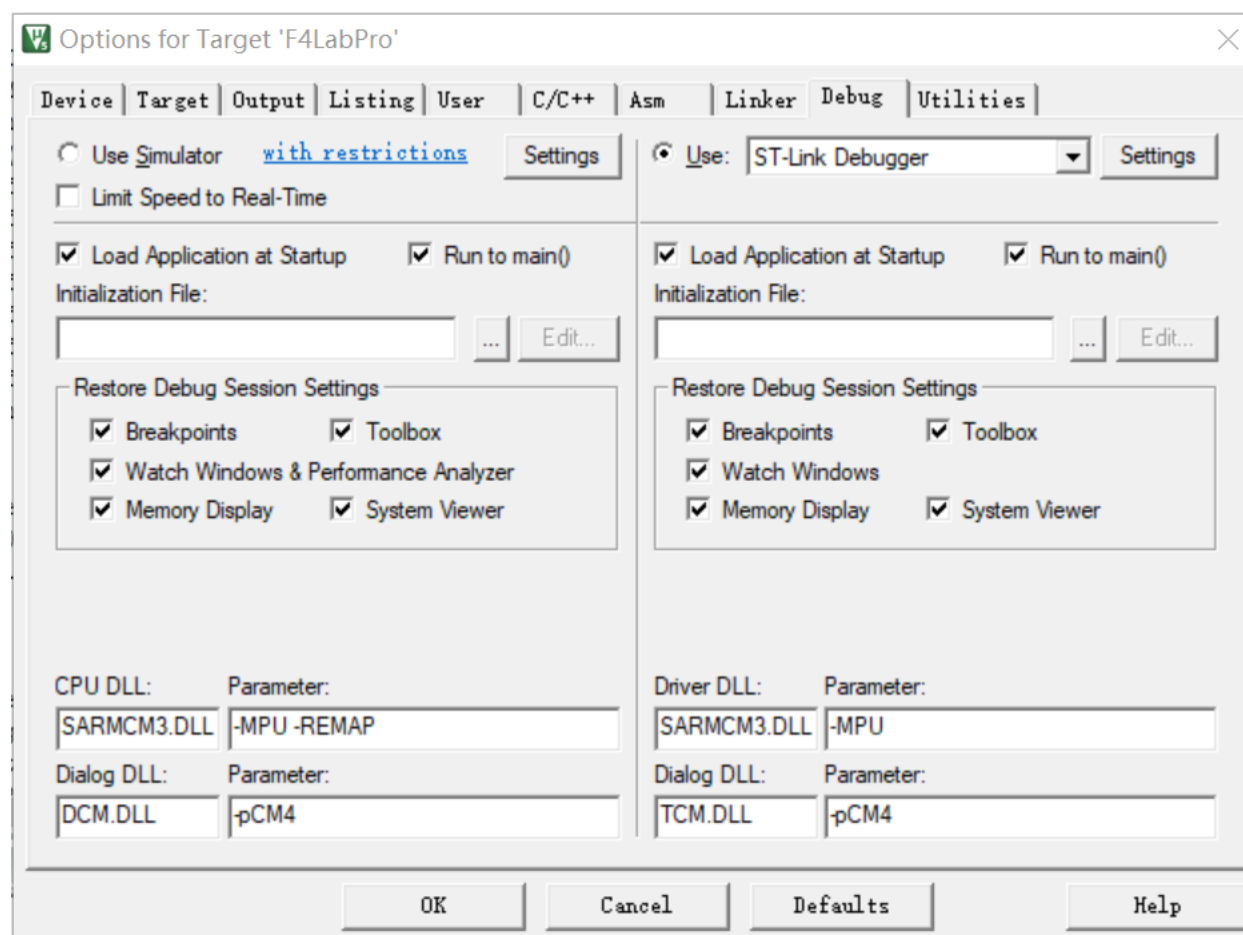 Options for Target 'F4LabPro'
Device Target Output Listing User C/C++ Asm Linker Debug Utilities
Use Simulator with restrictions Settings
Limit Speed to Real-Time
Load Application at Startup Run to main()
Initialization File:
... Edit...
Restore Debug Session Settings
Breakpoints Toolbox
Watch Windows & Performance Analyzer
Memory Display System Viewer
CPU DLL: Parameter:
SARMCM3.DLL -MPU -REMAP
Dialog DLL: Parameter:
DCM.DLL -pCM4
Use: ST-Link Debugger Settings
Load Application at Startup Run to main()
Initialization File:
... Edit...
Restore Debug Session Settings
Breakpoints Toolbox
Watch Windows
Memory Display System Viewer
Driver DLL: Parameter:
SARMCM3.DLL -MPU
Dialog DLL: Parameter:
TCM.DLL -pCM4
OK Cancel Defaults Help